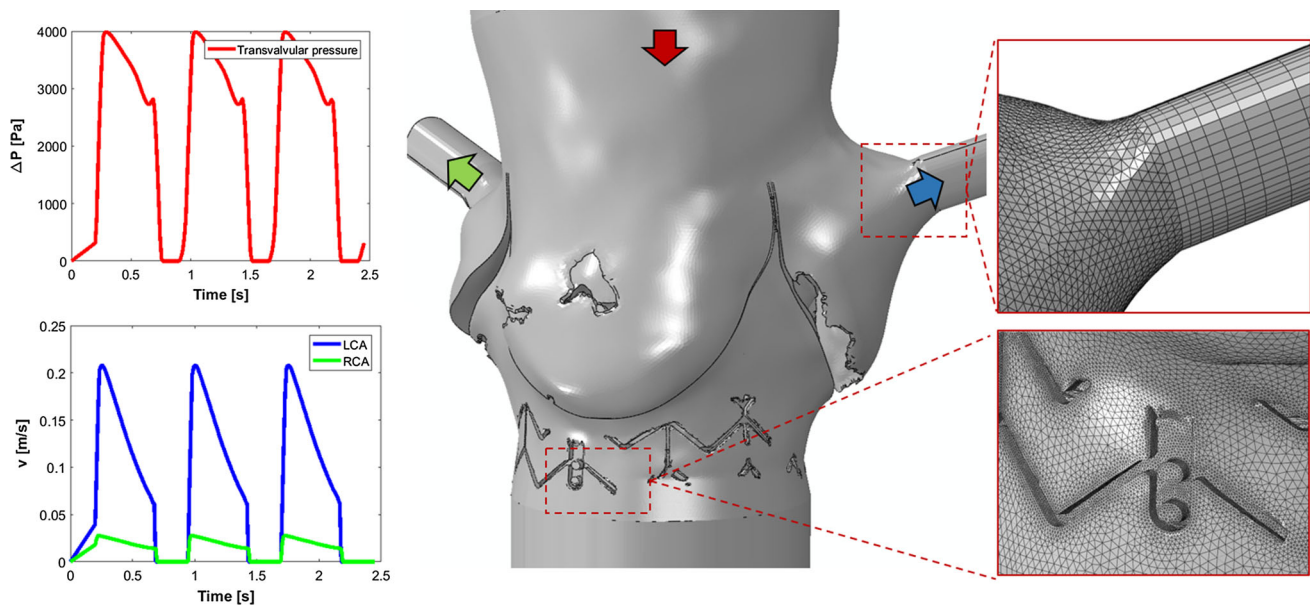 4000
3000
2000
1000
0
ΔP [Pa]
Transvalvular pressure
0 0.5 1 1.5 2 2.5
Time [s]
0.25
0.2
0.15
0.1
0.05
0
v [m/s]
LCA
RCA
0 0.5 1 1.5 2 2.5
Time [s]